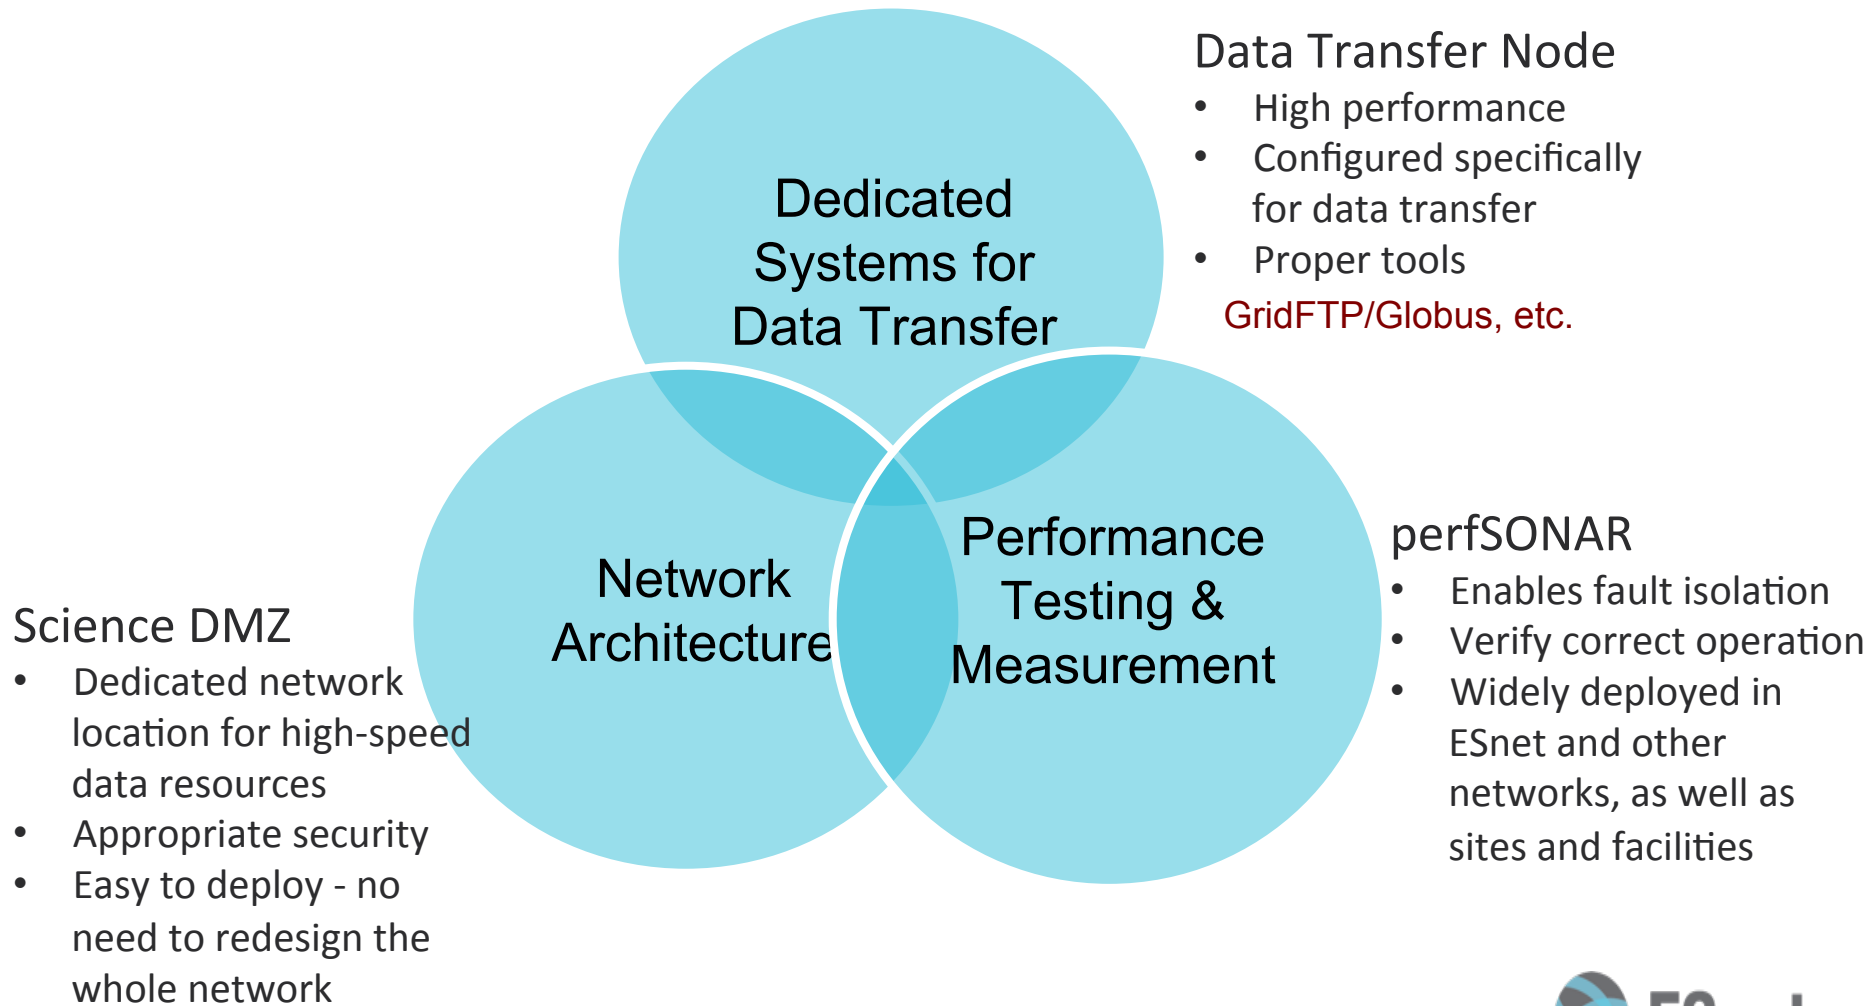 Data Transfer Node
• High performance
• Configured specifically
for data transfer
• Proper tools
GridFTP/Globus, etc.
Dedicated
Systems for
Data Transfer
Network
Architecture
Performance
Testing &
Measurement
Science DMZ
• Dedicated network
location for high-speed
data resources
• Appropriate security
• Easy to deploy - no
need to redesign the
whole network
perfSONAR
• Enables fault isolation
• Verify correct operation
• Widely deployed in
ESnet and other
networks, as well as
sites and facilities